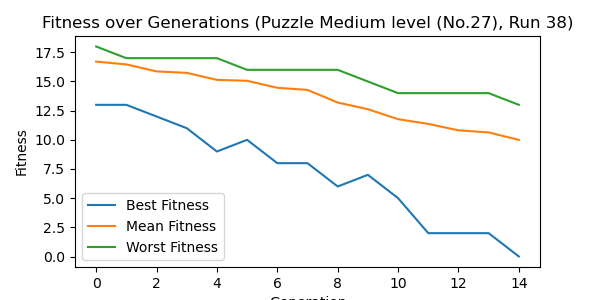 Fitness over Generations (Puzzle Medium level (No.27), Run 38)
17.5
15.0
12.5
10.0
7.5
5.0
2.5
0.0
Fitness
Best Fitness
Mean Fitness
Worst Fitness
0 2 4 6 8 10 12 14
Generation